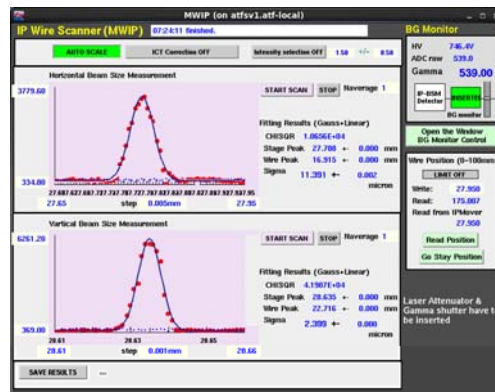 MWIP (on atfsv1.atf-local)
IP Wire Scanner (MWIP)
07:24:11 finished.
AUTO SCALE
ICT Correction OFF
Intensity selection OFF
1.50 +/- 0.50
Horizontal Beam Size Measurement
3779.60
334.00
27.65 step 0.005mm 27.95
START SCAN STOP Naverage 1
Fitting Results (Gauss+Linear)
CHISQR 1.0656E+04
Stage Peak 27.788 +- 0.000 mm
Wire Peak 16.915 +- 0.000 mm
Sigma 11.391 +- 0.002
micron
Vartical Beam Size Measurement
6261.20
369.00
28.61 28.63 28.65
28.61 step 0.001mm 28.66
START SCAN STOP Naverage 1
Fitting Results (Gauss+Linear)
CHISQR 4.1987E+04
Stage Peak 28.635 +- 0.000 mm
Wire Peak 22.716 +- 0.000 mm
Sigma 2.399 +- 0.000
micron
SAVE RESULTS ...
BG Monitor
HV 746.4V
ADC raw 539.0
Gamma 539.00
IP-BSM
Detector
INSERTED
BG monitor
Open the Window
BG Monitor Control
Wire Position (0~100mm
LIMIT OFF
Write: 27.950
Read: 175.007
Read from IPMover
27.950
Read Position
Go Stay Position
Laser Attenuator &
Gamma shutter have t
be inserted